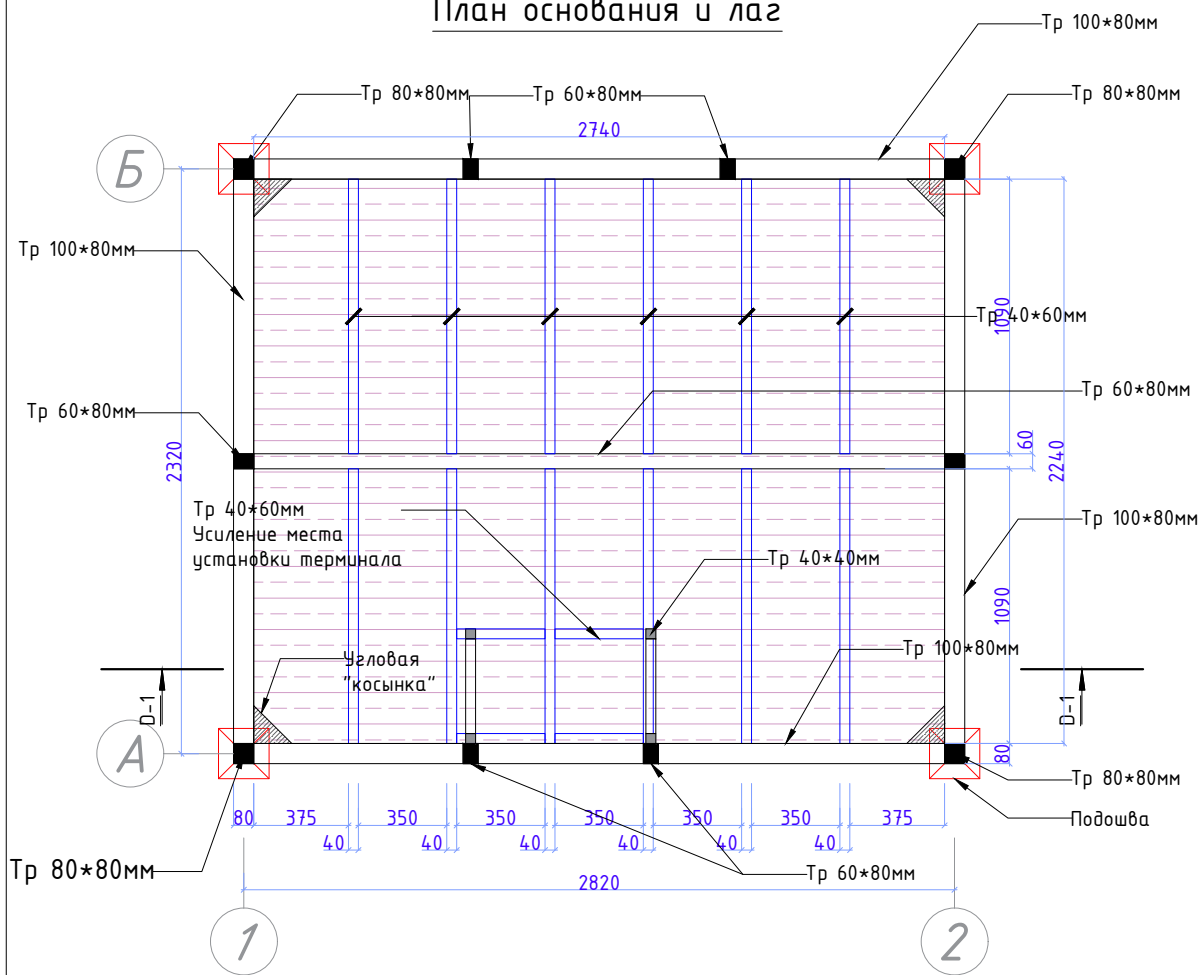 План основания и лаг
Тр 100*80мм
Тр 80*80мм
Тр 60*80мм
Тр 80*80мм
2740
Б
Тр 100*80мм
1090
Тр 40*60мм
Тр 60*80мм
Тр 60*80мм
60
2320
2240
Тр 40*60мм
Усиление места
установки терминала
Тр 100*80мм
Тр 40*40мм
1090
Тр 100*80мм
Угловая
"косынка"
D-1
D-1
А
80
Тр 80*80мм
Подошва
80
375
350
350
350
350
350
375
40
40
40
40
40
40
Тр 80*80мм
Тр 60*80мм
2820
1
2